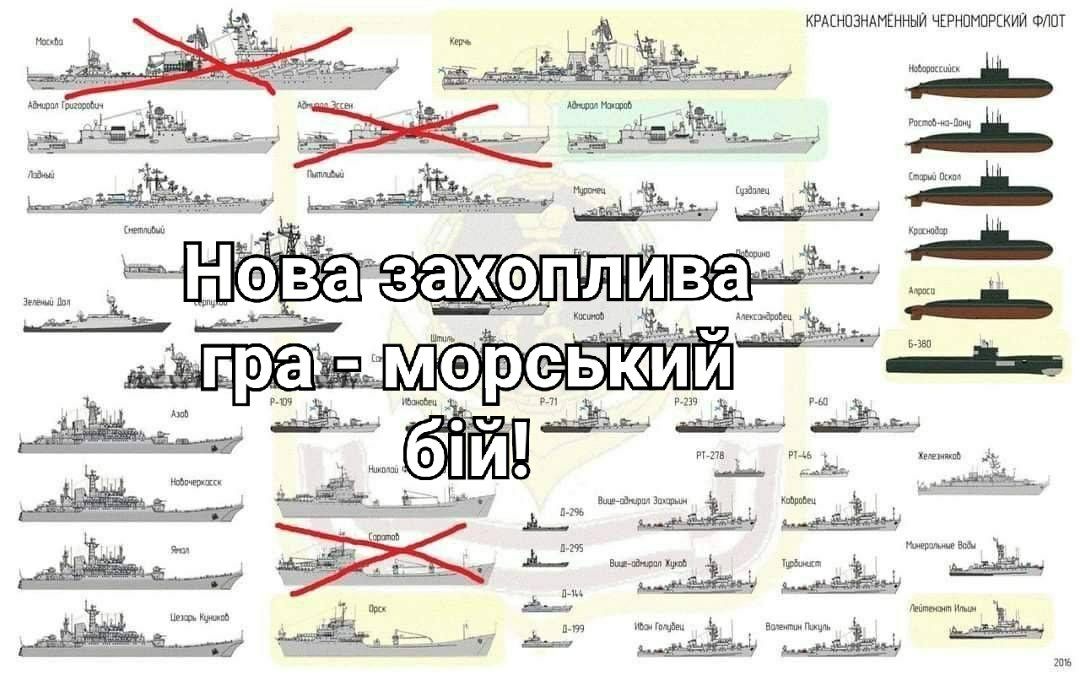 КРАСНОЗНАМЁННЫЙ ЧЕРНОМОРСКИЙ ФЛОТ
Москва
Керчь
Новороссийск
Адмирал Григорович
Адмирал Эссен
Адмирал Макаров
Ростов-на-Дону
Ладный
Пытливый
Муромец
Суздалец
Старый Оскол
Сметливый
Краснодар
Нова захоплива
гра - морський
бій!
Зелёный Дол
Касимов
Александровец
Алроса
Штиль
Б-380
Азов
Р-109
Ивановец
Р-71
Р-239
Р-60
РТ-278
РТ-46
Железняков
Новочеркасск
Николай
Вице-адмирал Захарьин
Ковровец
Д-296
Ямал
Саратов
Д-295
Вице-адмирал Жуков
Турбинист
Минеральные Воды
Д-144
Цезарь Куников
Орск
Д-199
Иван Голубец
Валентин Пикуль
Лейтенант Ильин
2016